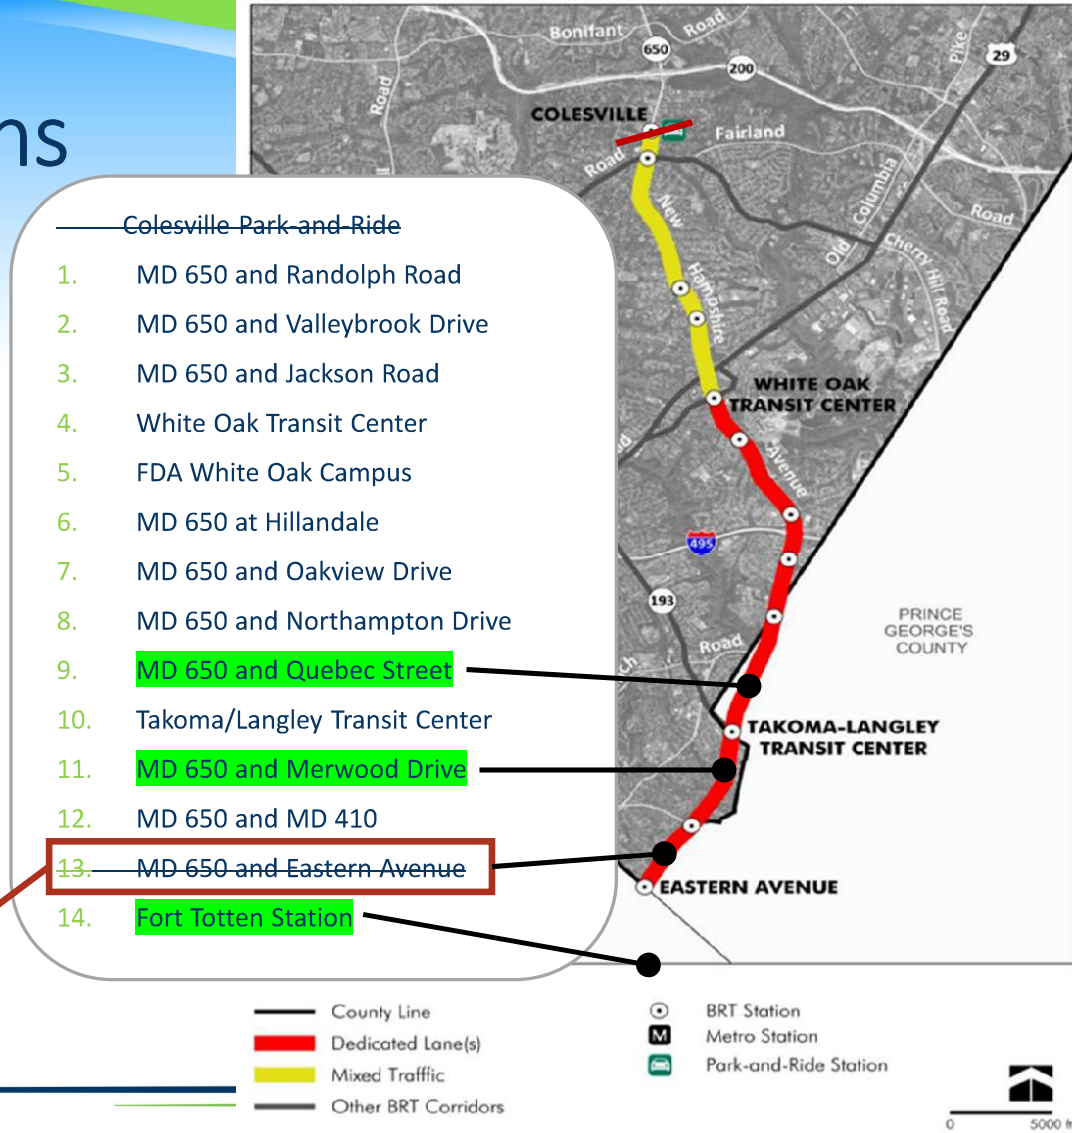 ns
Colesville Park-and-Ride
1. MD 650 and Randolph Road
2. MD 650 and Valleybrook Drive
3. MD 650 and Jackson Road
4. White Oak Transit Center
5. FDA White Oak Campus
6. MD 650 at Hillandale
7. MD 650 and Oakview Drive
8. MD 650 and Northampton Drive
9. MD 650 and Quebec Street
10. Takoma/Langley Transit Center
11. MD 650 and Merwood Drive
12. MD 650 and MD 410
13. MD 650 and Eastern Avenue
14. Fort Totten Station
Bonifant Road
650
200
29
Pike
Road
COLESVILLE
Fairland
Road
Road
New
Hampshire
Avenue
Old Columbia
Cherry Hill Road
WHITE OAK
TRANSIT CENTER
495
193
Road
PRINCE
GEORGE'S
COUNTY
TAKOMA-LANGLEY
TRANSIT CENTER
EASTERN AVENUE
County Line
Dedicated Lane(s)
Mixed Traffic
Other BRT Corridors
BRT Station
M Metro Station
Park-and-Ride Station
0 5000 ft